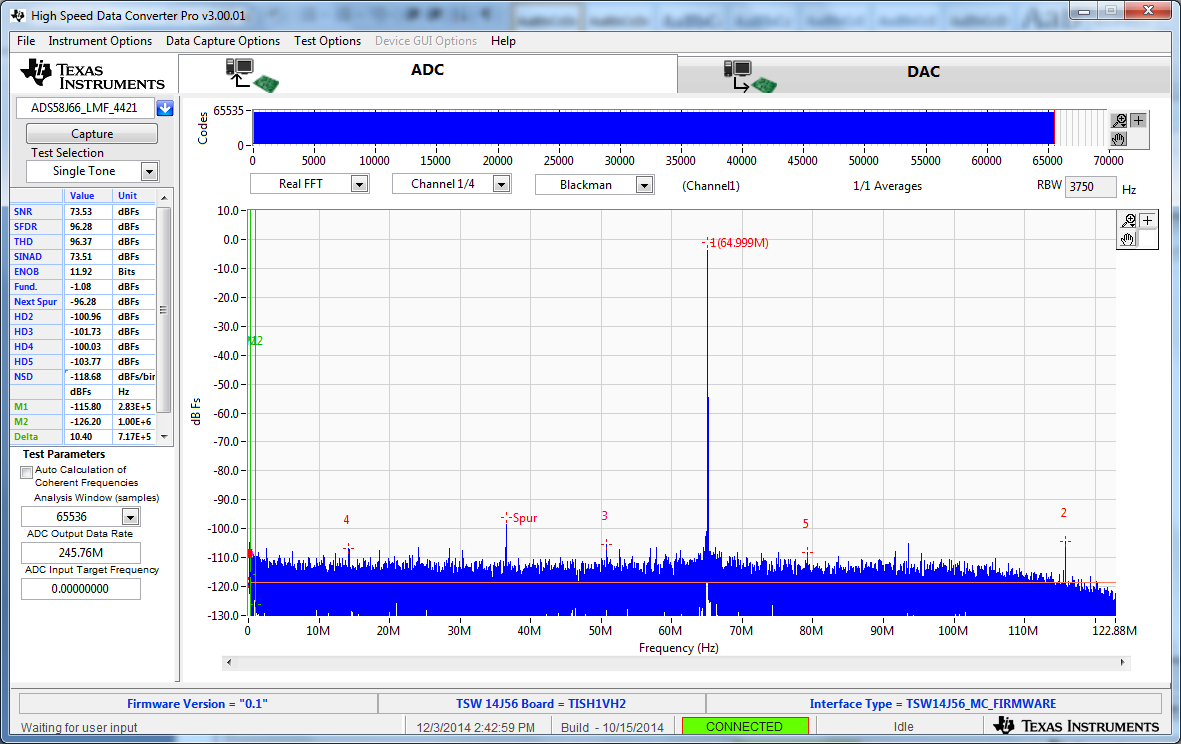 High Speed Data Converter Pro v3.00.01
File Instrument Options Data Capture Options Test Options Device GUI Options Help
TEXAS
INSTRUMENTS
ADC
DAC
ADS58J66_LMF_4421
Capture
Test Selection
Single Tone
Value Unit
SNR 73.53 dBFs
SFDR 96.28 dBFs
THD 96.37 dBFs
SINAD 73.51 dBFs
ENOB 11.92 Bits
Fund. -1.08 dBFs
Next Spur -96.28 dBFs
HD2 -100.96 dBFs
HD3 -101.73 dBFs
HD4 -100.03 dBFs
HD5 -103.77 dBFs
NSD -118.68 dBFs/bin
dBFs Hz
M1 -115.80 2.83E+5
M2 -126.20 1.00E+6
Delta 10.40 7.17E+5
Test Parameters
Auto Calculation of
Coherent Frequencies
Analysis Window (samples)
65536
ADC Output Data Rate
245.76M
ADC Input Target Frequency
0.00000000
Codes
65535
0
0 5000 10000 15000 20000 25000 30000 35000 40000 45000 50000 55000 60000 65000 70000
Real FFT Channel 1/4 Blackman (Channel1) 1/1 Averages RBW 3750 Hz
dB Fs
10.0
0.0
-10.0
-20.0
-30.0
-40.0
-50.0
-60.0
-70.0
-80.0
-90.0
-100.0
-110.0
-120.0
-130.0
1(64.999M)
4
Spur
3
5
2
0 10M 20M 30M 40M 50M 60M 70M 80M 90M 100M 110M 122.88M
Frequency (Hz)
Firmware Version = "0.1" TSW 14J56 Board = TISH1VH2 Interface Type = TSW14J56_MC_FIRMWARE
Waiting for user input 12/3/2014 2:42:59 PM Build - 10/15/2014 CONNECTED Idle TEXAS INSTRUMENTS